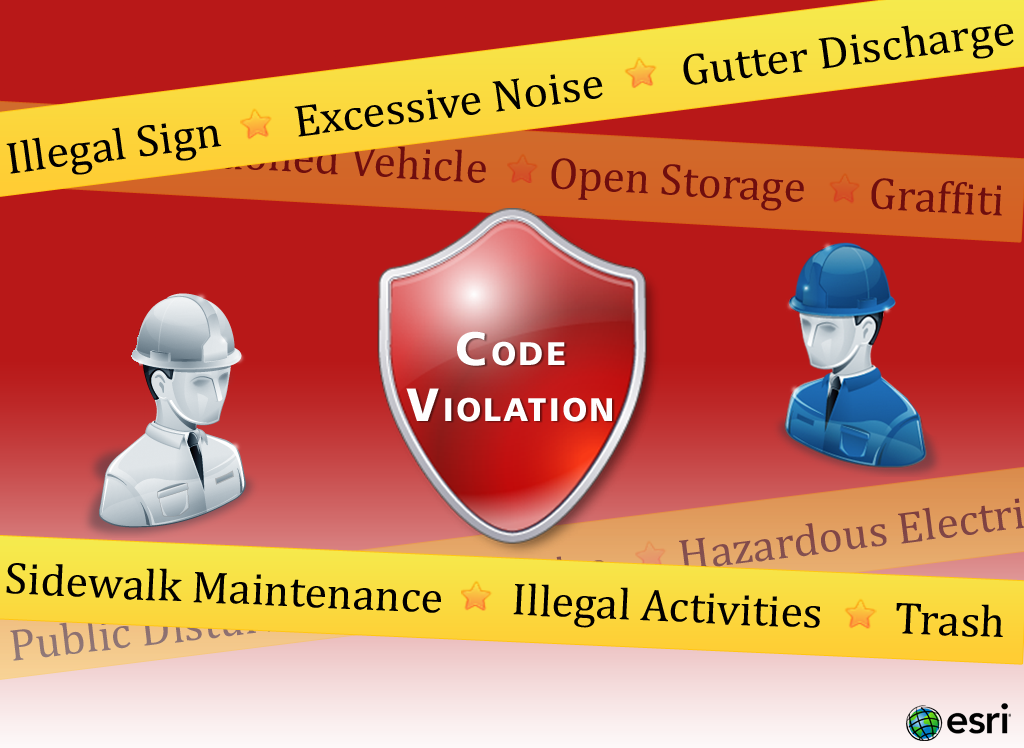 Illegal Sign Excessive Noise Gutter Discharge
Vehicle Open Storage Graffiti
CODE
VIOLATION
Hazardous
Sidewalk Maintenance Illegal Activities Trash
Public
esri